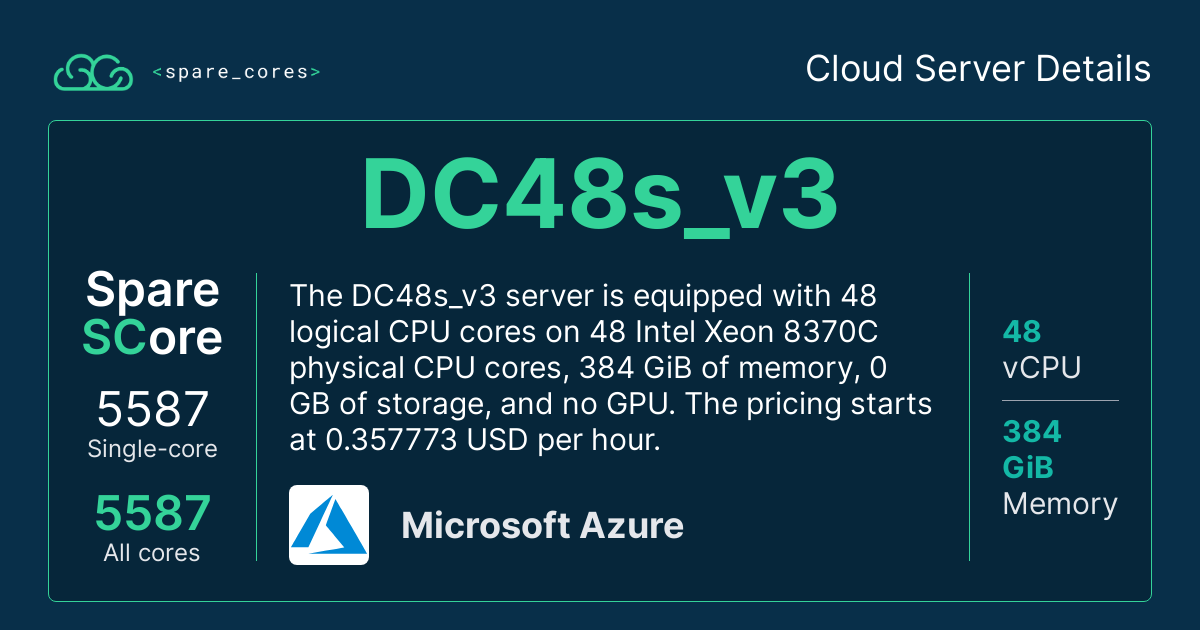 <spare_cores>
Cloud Server Details
DC48s_v3
Spare
SCore
5587
Single-core
5587
All cores
The DC48s_v3 server is equipped with 48
logical CPU cores on 48 Intel Xeon 8370C
physical CPU cores, 384 GiB of memory, 0
GB of storage, and no GPU. The pricing starts
at 0.357773 USD per hour.
Microsoft Azure
48
vCPU
384
GiB
Memory